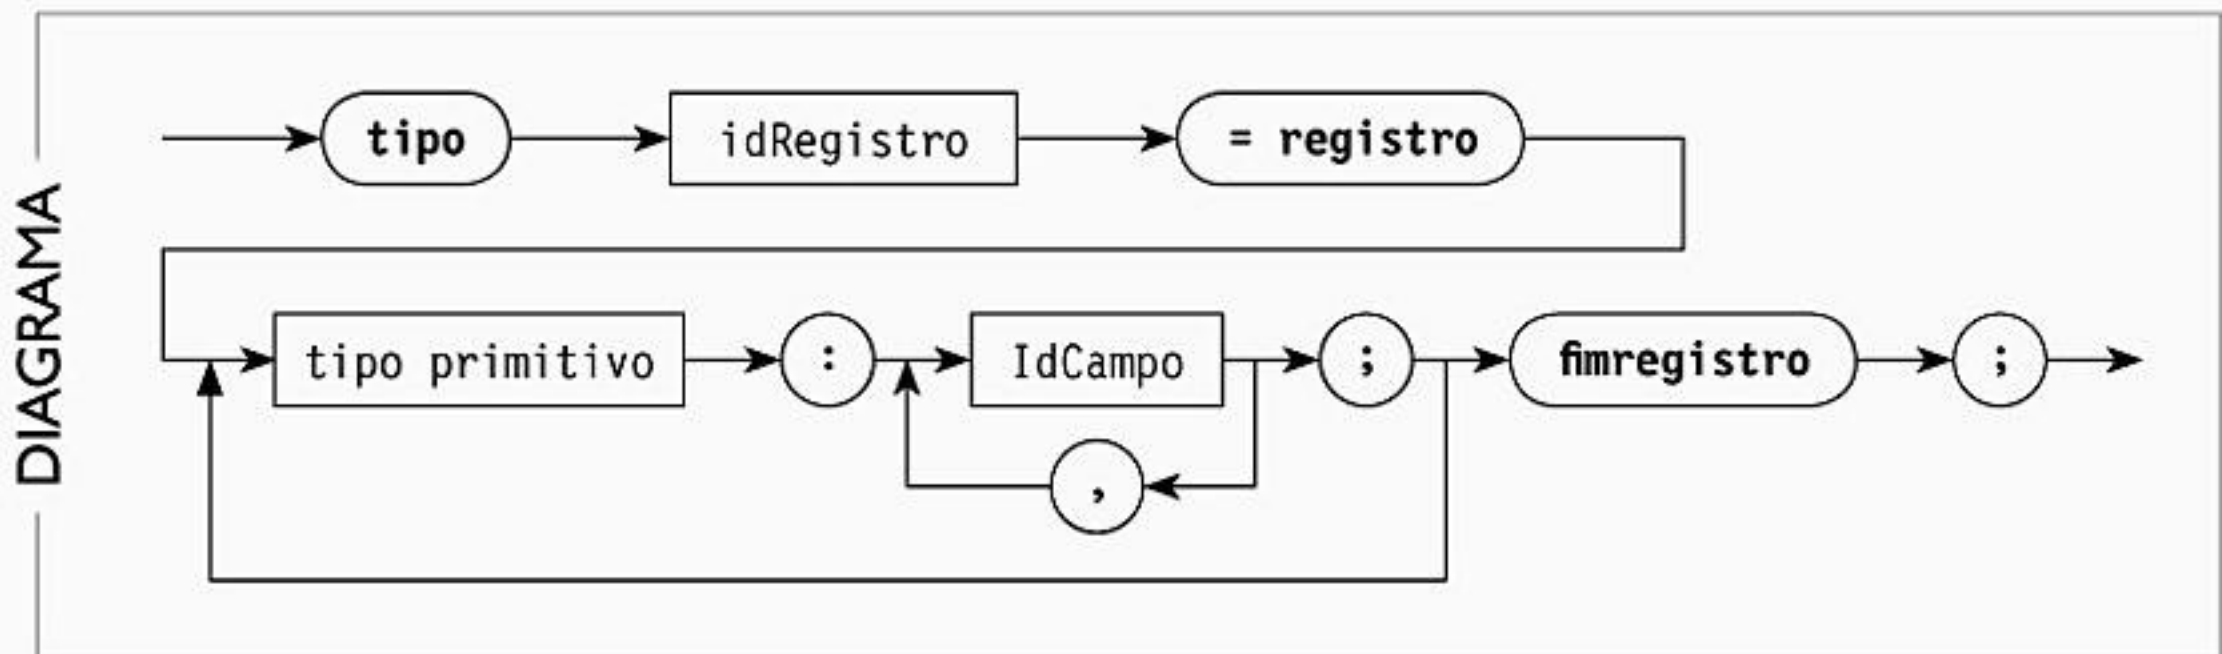 DIAGRAMA
tipo idRegistro = registro
tipo primitivo : IdCampo ; fimregistro ;
,